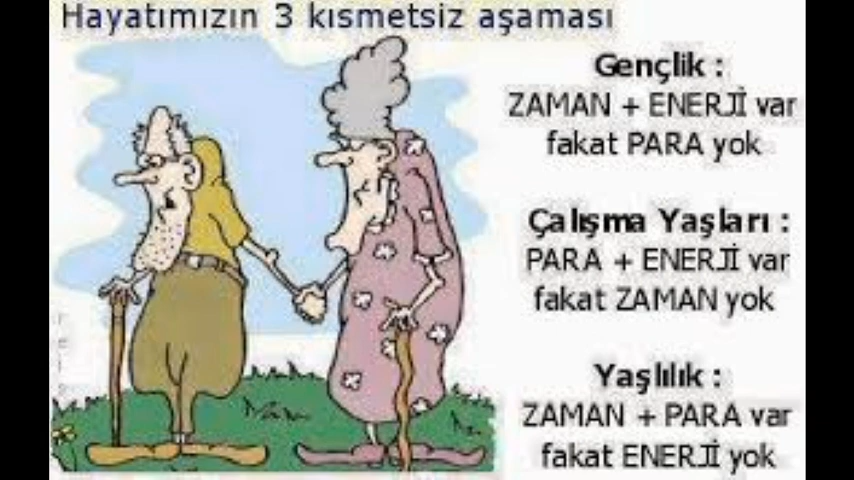 Hayatımızın 3 kısmetsiz aşaması
Gençlik :
ZAMAN + ENERJİ var
fakat PARA yok
Çalışma Yaşları :
PARA + ENERJİ var
fakat ZAMAN yok
Yaşlılık :
ZAMAN + PARA var
fakat ENERJİ yok